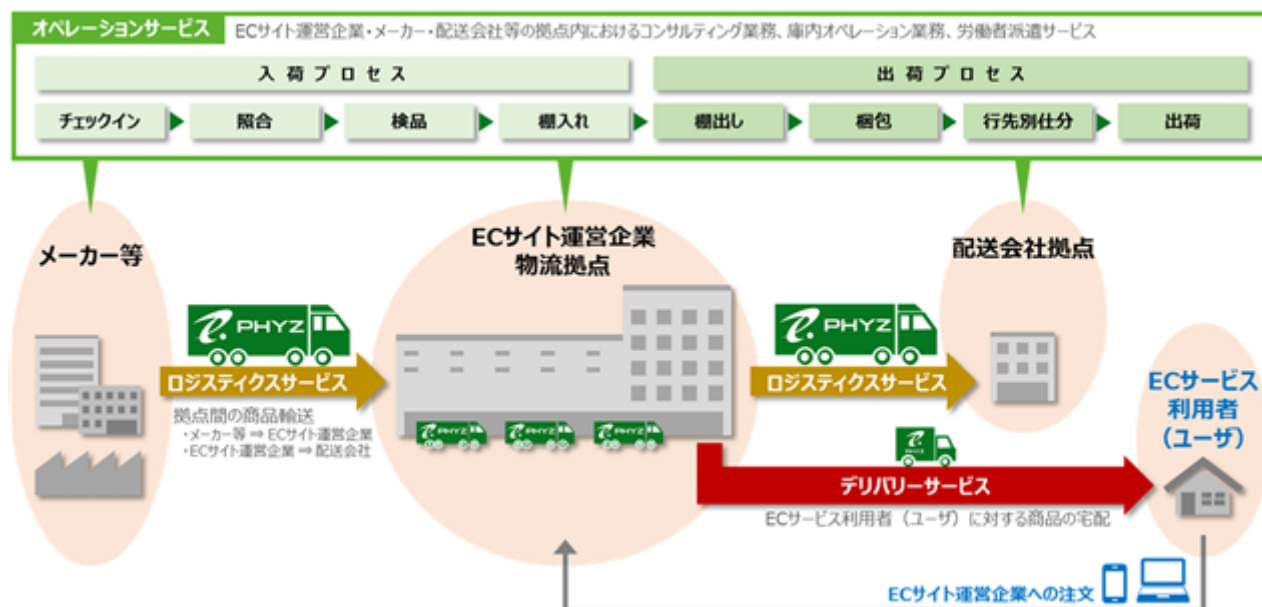 オペレーションサービス
ECサイト運営企業・メーカー・配送会社等の拠点内におけるコンサルティング業務、庫内オペレーション業務、労働者派遣サービス
入荷プロセス
出荷プロセス
チェックイン
照合
検品
棚入れ
棚出し
梱包
行先別仕分
出荷
メーカー等
ECサイト運営企業
物流拠点
配送会社拠点
PHYZ
PHYZ
ロジスティクスサービス
ロジスティクスサービス
拠点間の商品輸送
・メーカー等 ⇒ ECサイト運営企業
・ECサイト運営企業 ⇒ 配送会社
PHYZ
PHYZ
PHYZ
ECサービス
利用者
（ユーザ）
デリバリーサービス
ECサービス利用者（ユーザ）に対する商品の宅配
ECサイト運営企業への注文